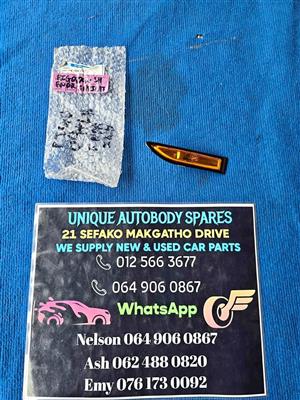 UNIQUE AUTOBODY SPARES
21 SEFAKO MAKGATHO DRIVE
WE SUPPLY NEW & USED CAR PARTS
012 566 3677
064 906 0867
WhatsApp
Nelson 064 906 0867
Ash 062 488 0820
Emy 076 173 0092